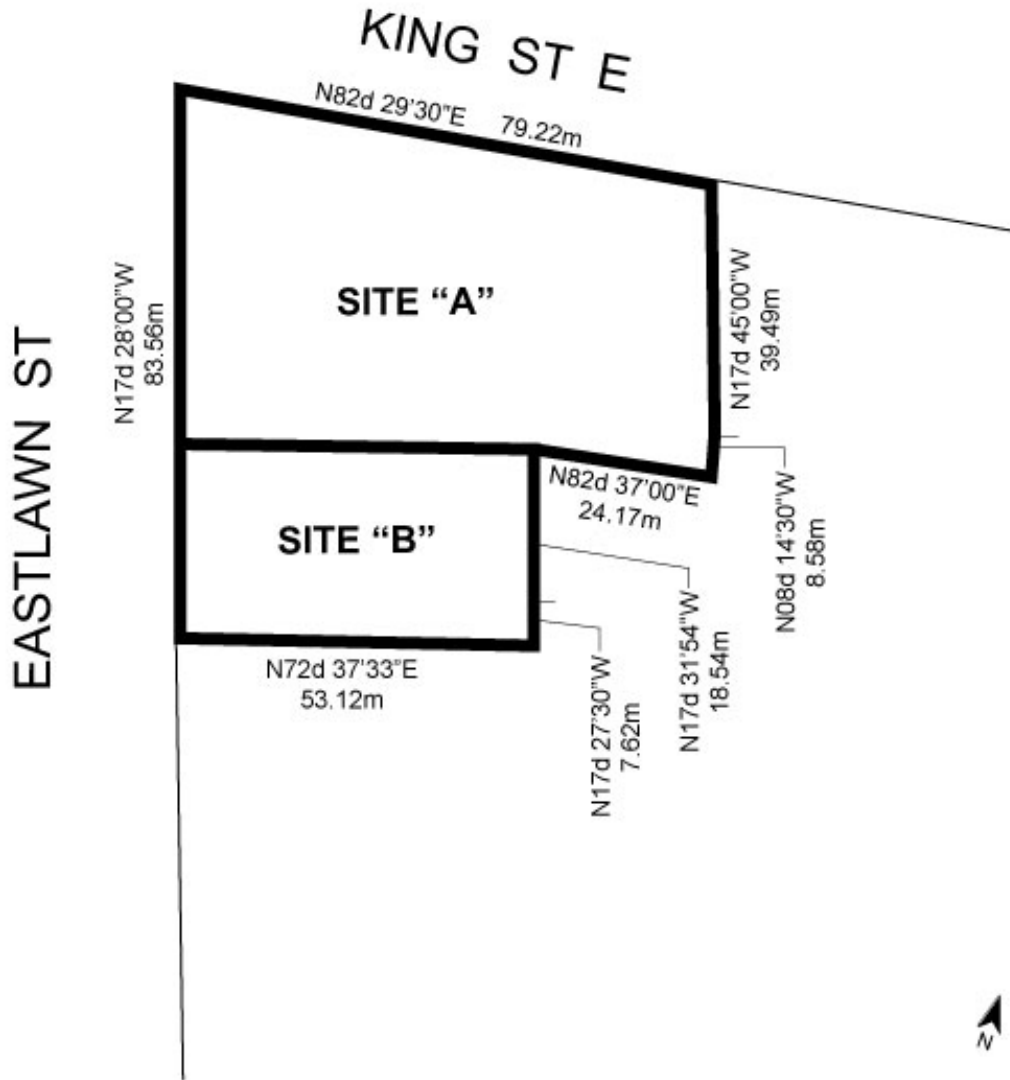 KING ST E
N82d 29'30"E 79.22m
N17d 28'00"W
83.56m
SITE “A”
N17d 45'00"W
39.49m
EASTLAWN ST
N82d 37'00"E
24.17m
N08d 14'30"W
8.58m
SITE “B”
N17d 31'54"W
18.54m
N72d 37'33"E
53.12m
N17d 27'30"W
7.62m
N